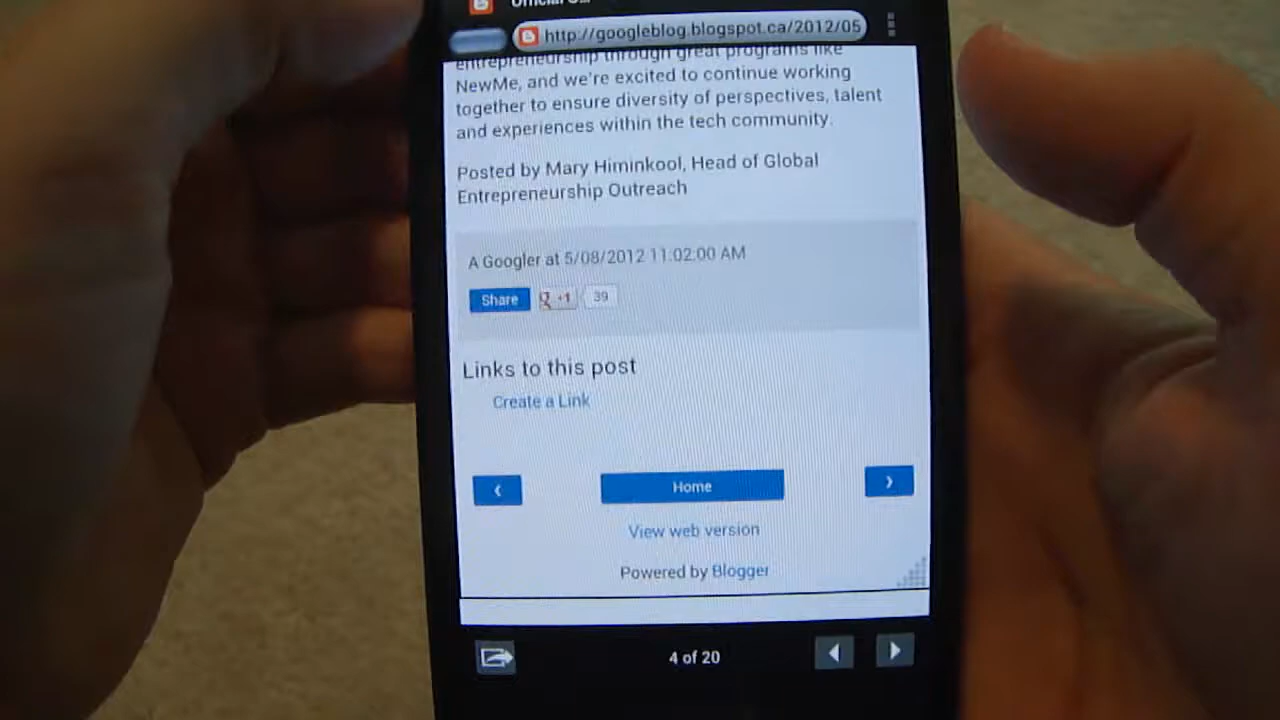 http://googleblog.blogspot.ca/2012/05
entrepreneurship through great programs like
NewMe, and we're excited to continue working
together to ensure diversity of perspectives, talent
and experiences within the tech community.
Posted by Mary Himinkool, Head of Global
Entrepreneurship Outreach
A Googler at 5/08/2012 11:02:00 AM
Share +1 39
Links to this post
Create a Link
‹ Home ›
View web version
Powered by Blogger
4 of 20